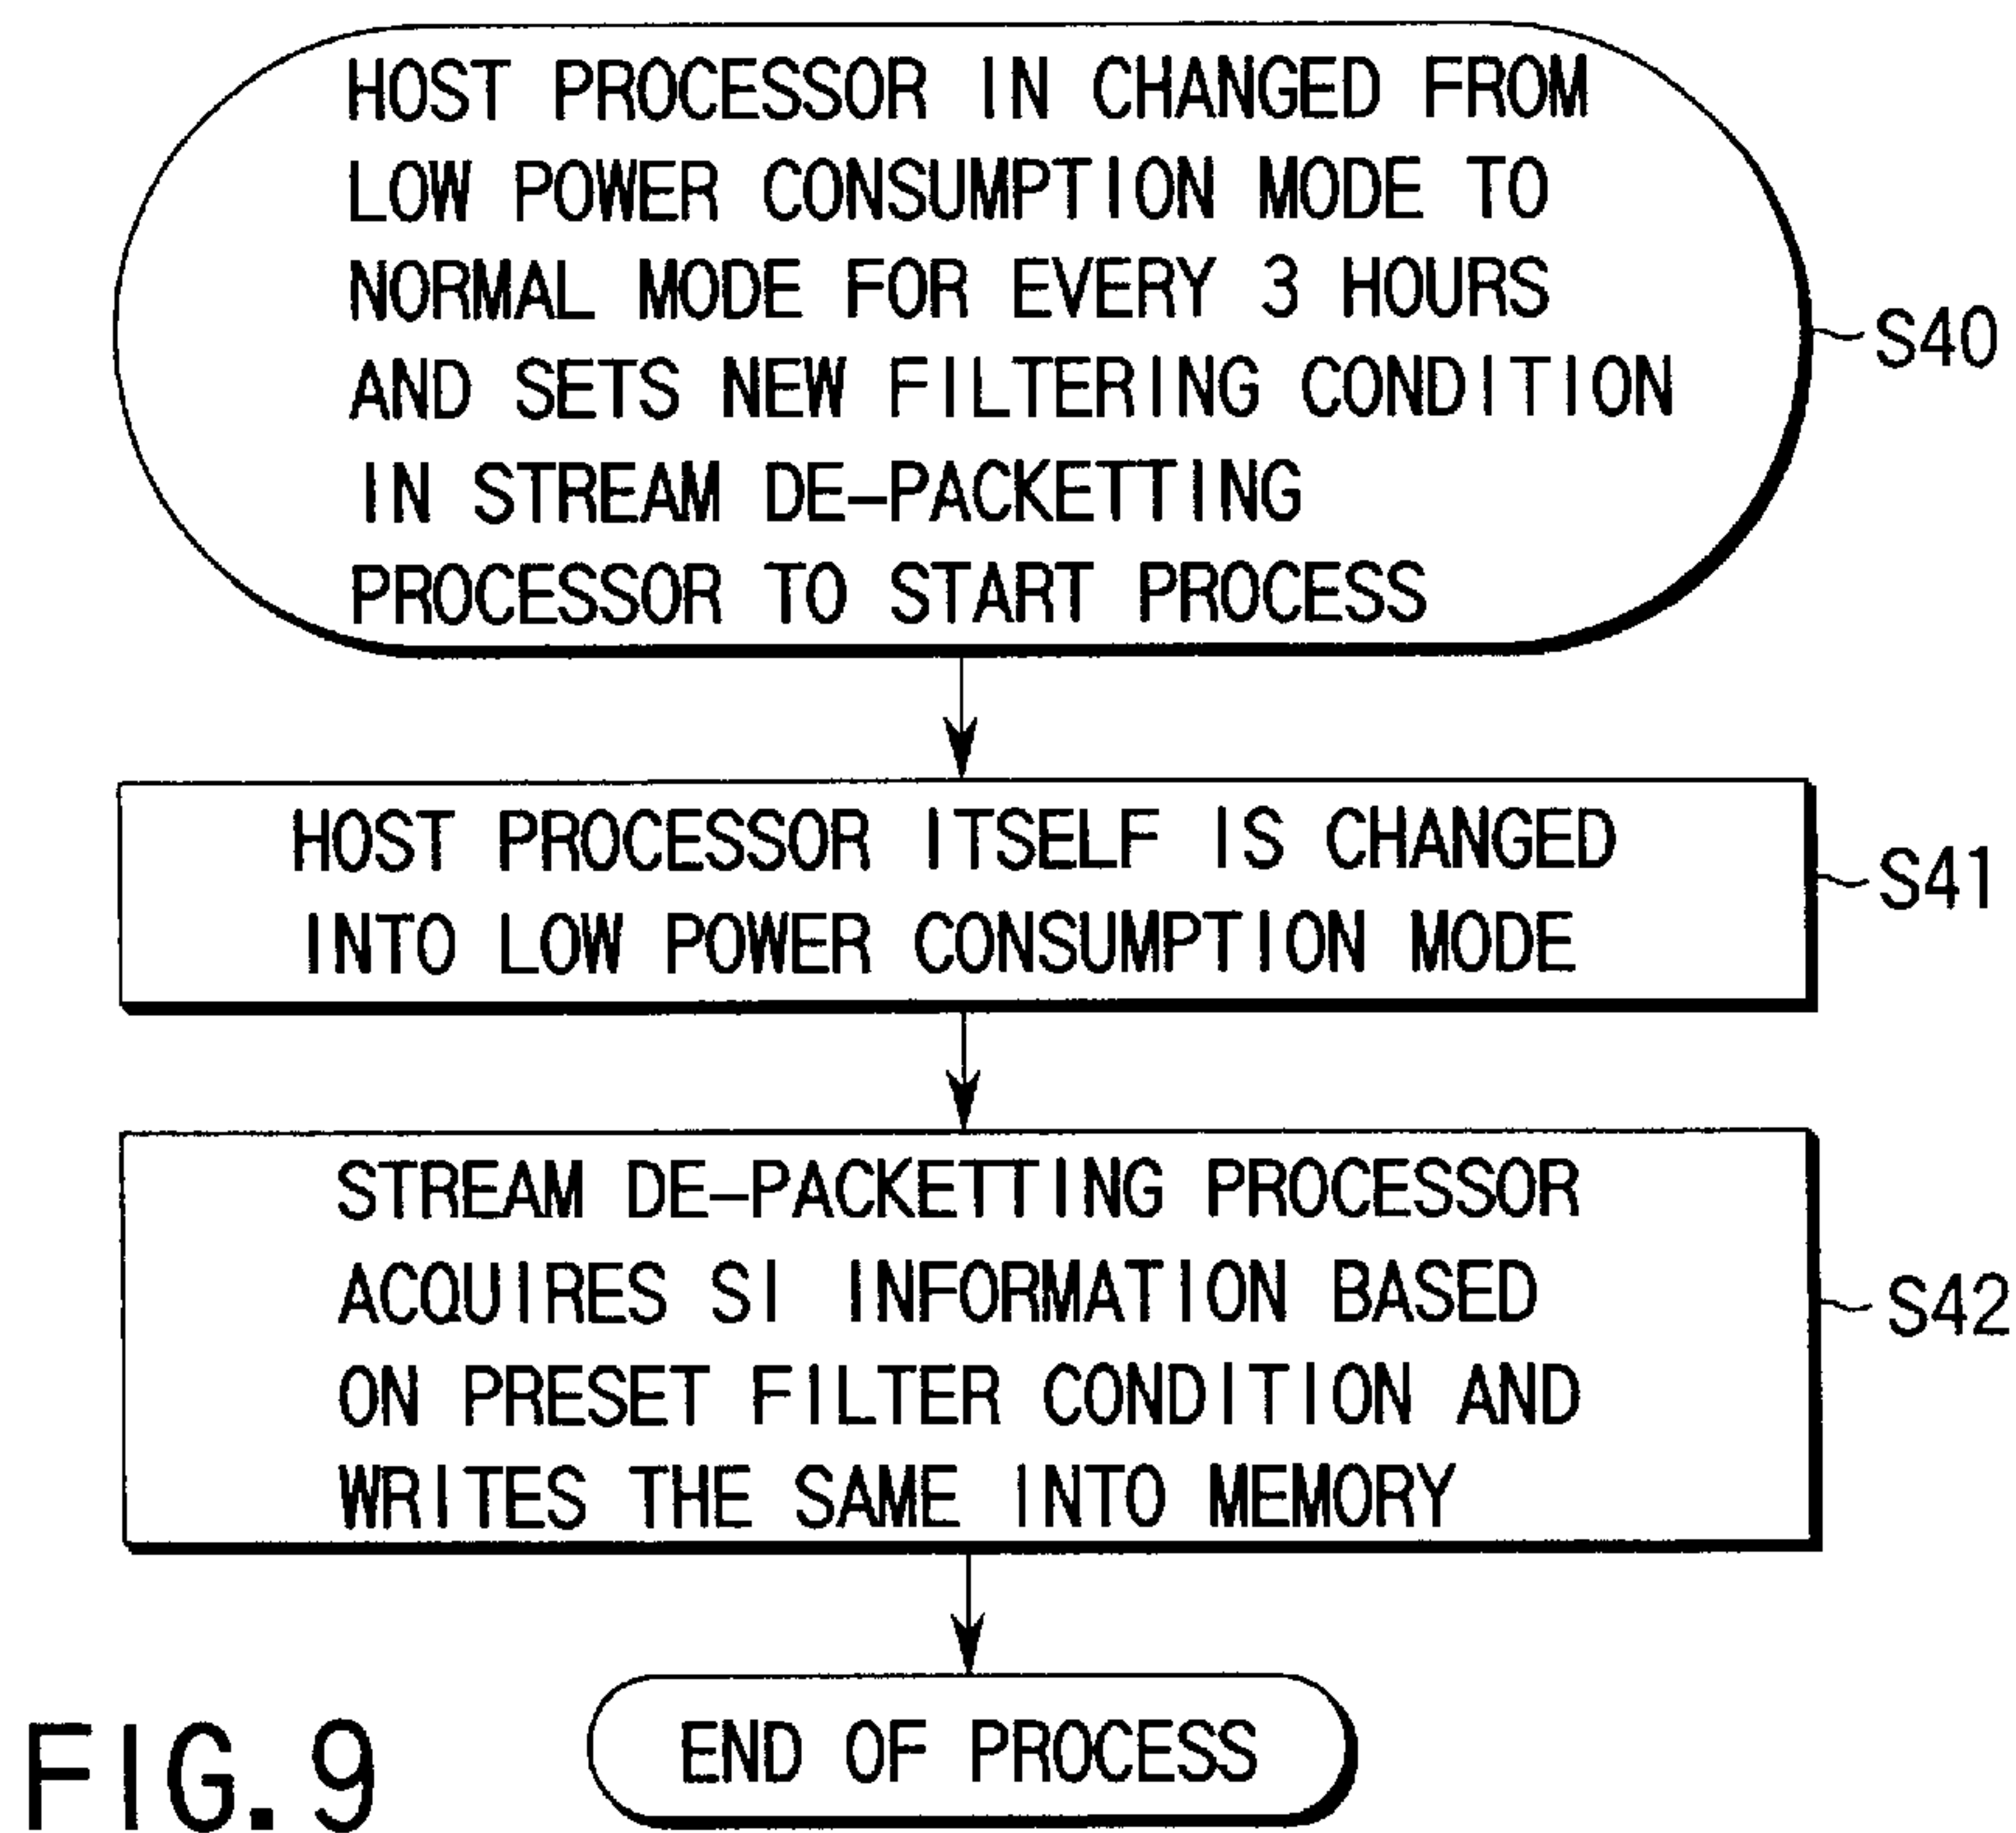 HOST PROCESSOR IN CHANGED FROM
LOW POWER CONSUMPTION MODE TO
NORMAL MODE FOR EVERY 3 HOURS
AND SETS NEW FILTERING CONDITION
IN STREAM DE-PACKETTING
PROCESSOR TO START PROCESS
S40
HOST PROCESSOR ITSELF IS CHANGED
INTO LOW POWER CONSUMPTION MODE
S41
STREAM DE-PACKETTING PROCESSOR
ACQUIRES SI INFORMATION BASED
ON PRESET FILTER CONDITION AND
WRITES THE SAME INTO MEMORY
S42
END OF PROCESS
FIG. 9